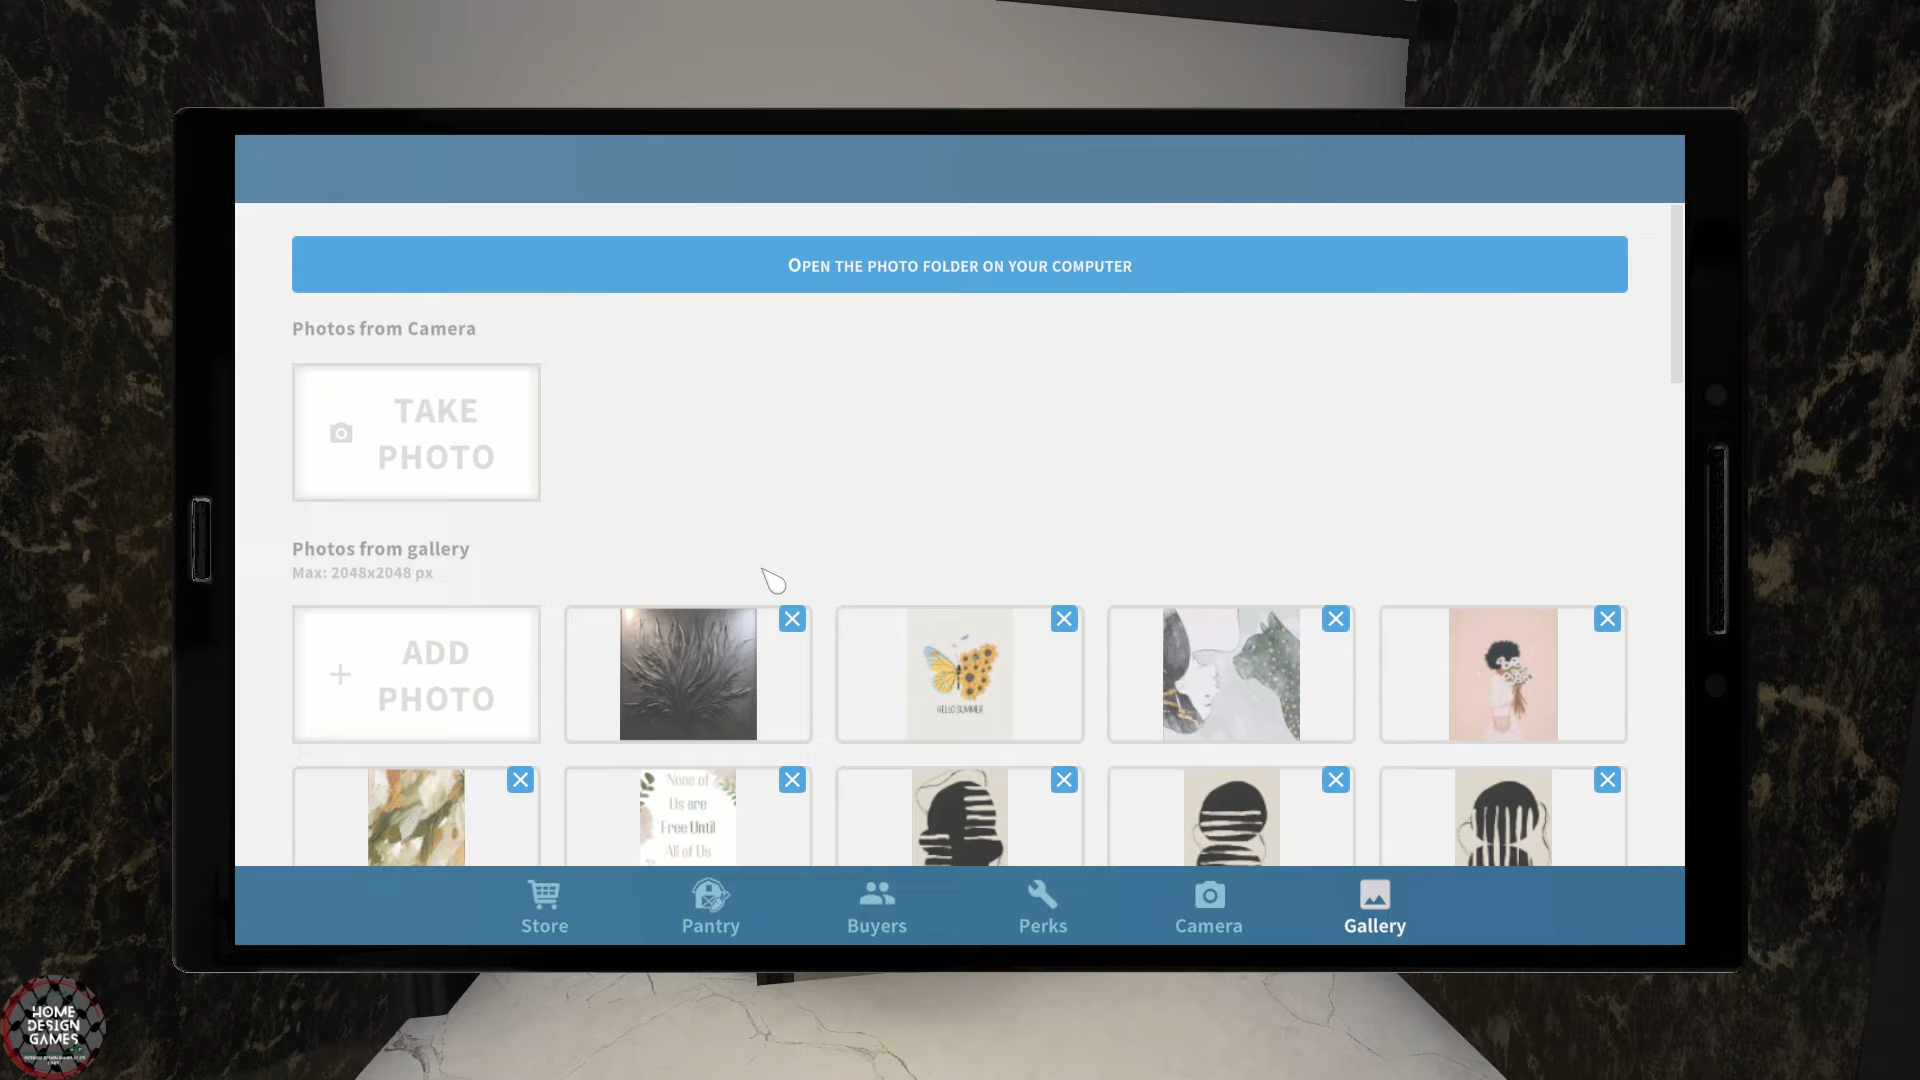 OPEN THE PHOTO FOLDER ON YOUR COMPUTER
Photos from Camera
TAKE
PHOTO
Photos from gallery
Max: 2048x2048 px
ADD
PHOTO
HELLO SUMMER
None of
Us are
Free Until
All of Us
Store
Pantry
Buyers
Perks
Camera
Gallery
HOME
DESIGN
GAMES